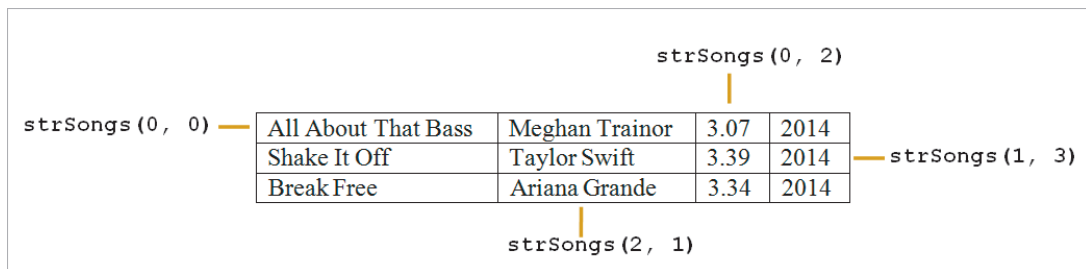 strSongs(0, 2)
strSongs(0, 0)
All About That Bass Meghan Trainor 3.07 2014
Shake It Off Taylor Swift 3.39 2014
strSongs(1, 3)
Break Free Ariana Grande 3.34 2014
strSongs(2, 1)